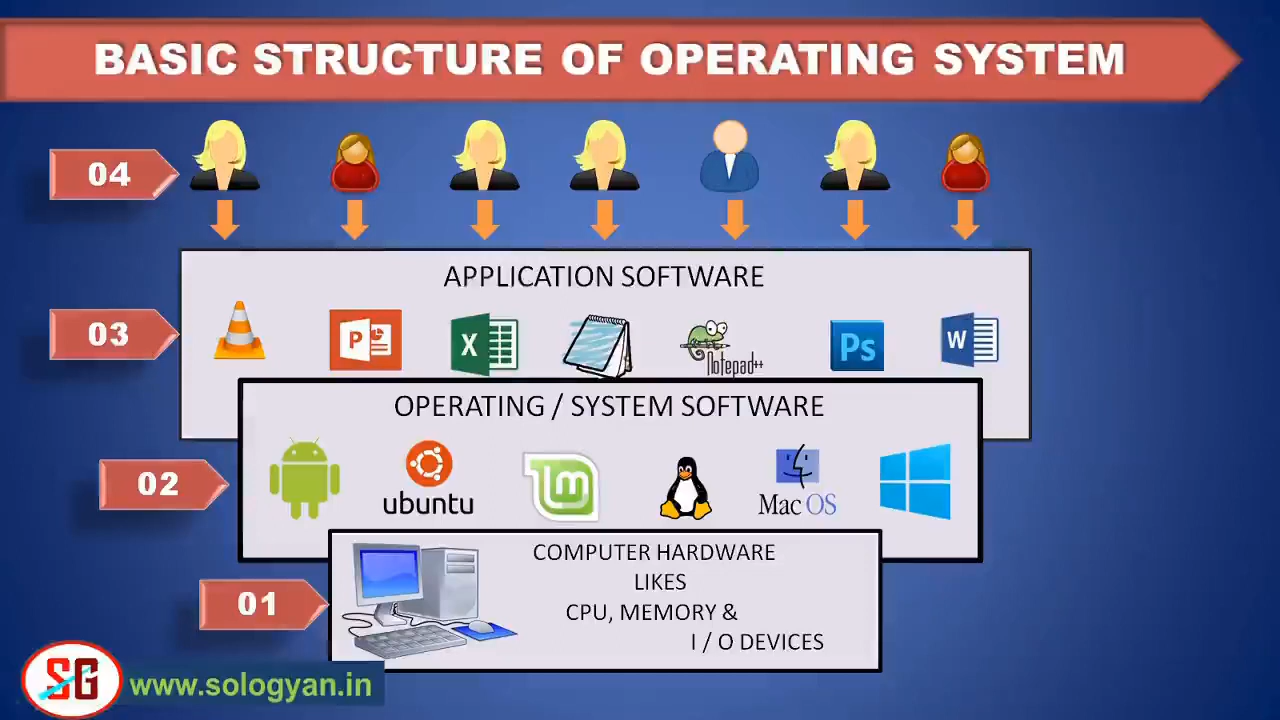 BASIC STRUCTURE OF OPERATING SYSTEM
04
APPLICATION SOFTWARE
03
P
X
Notepad++
Ps
W
OPERATING / SYSTEM SOFTWARE
02
ubuntu
lm
Mac OS
COMPUTER HARDWARE
LIKES
01
CPU, MEMORY &
I / O DEVICES
SG
www.sologyan.in